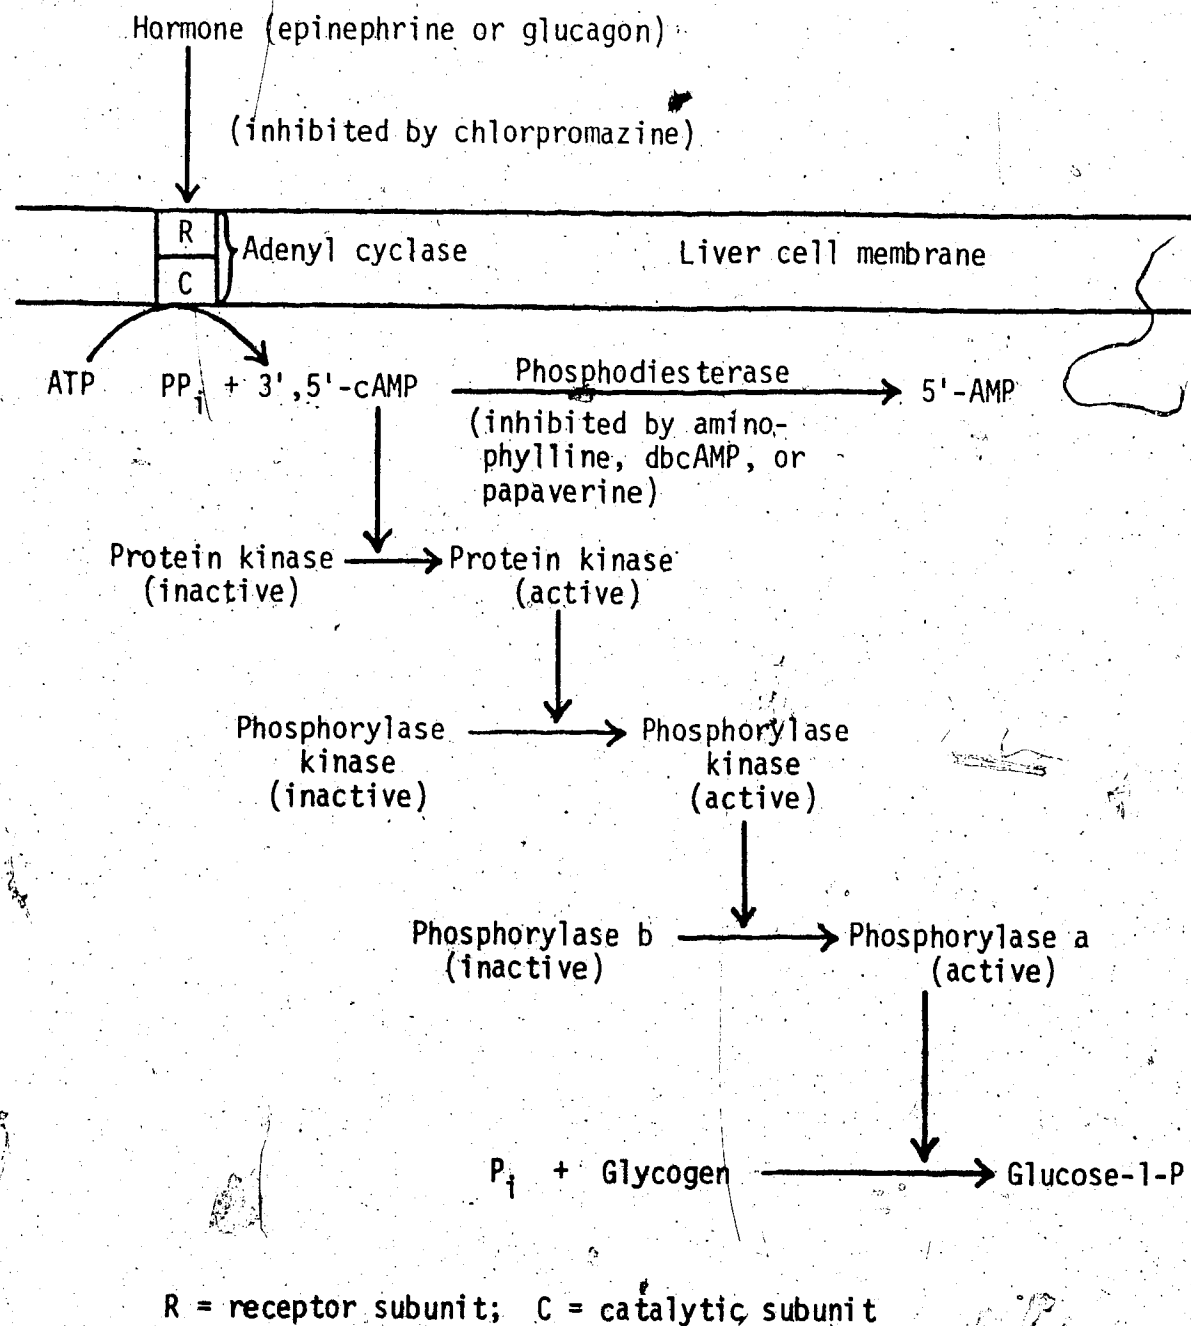 Hormone (epinephrine or glucagon)
(inhibited by chlorpromazine)
R
Adenyl cyclase
Liver cell membrane
C
ATP
PPi + 3',5'-cAMP
Phosphodiesterase
5'-AMP
(inhibited by amino-
phylline, dbcAMP, or
papaverine)
Protein kinase
(inactive)
Protein kinase
(active)
Phosphorylase
kinase
(inactive)
Phosphorylase
kinase
(active)
Phosphorylase b
(inactive)
Phosphorylase a
(active)
Pi + Glycogen
Glucose-1-P
R = receptor subunit; C = catalytic subunit